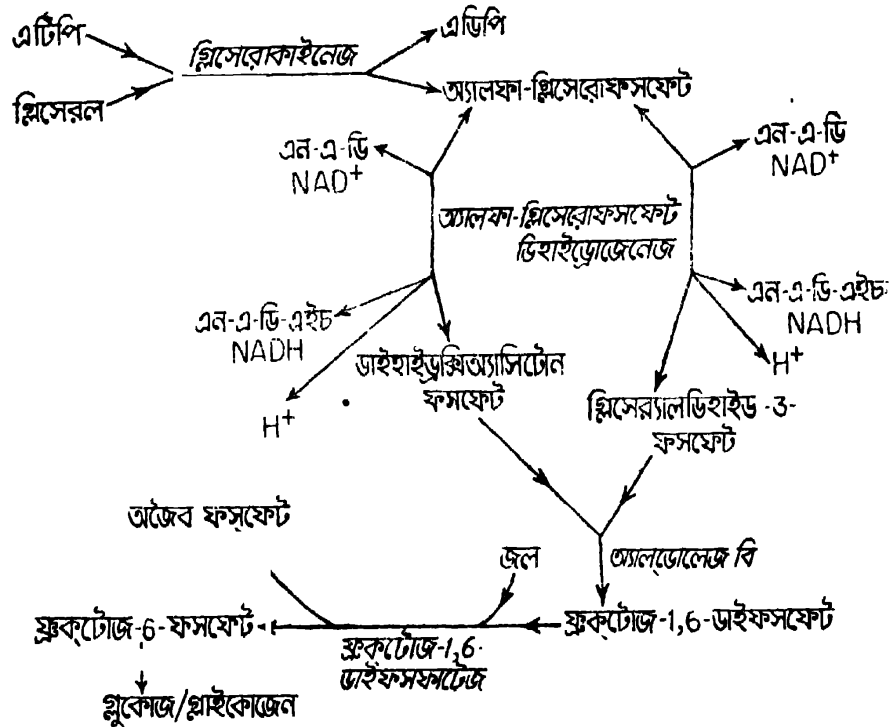 এটিপি
গ্লিসেরোকাইনেজ
এডিপি
গ্লিসেরল
অ্যালফা-গ্লিসেরোফসফেট
এন-এ-ডি
NAD⁺
এন-এ-ডি
NAD⁺
অ্যালফা-গ্লিসেরোফসফেট
ডিহাইড্রোজেনেজ
এন-এ-ডি-এইচ
NADH
এন-এ-ডি-এইচ
NADH
H⁺
H⁺
ডাইহাইড্রক্সিঅ্যাসিটোন
ফসফেট
গ্লিসের‍্যালডিহাইড-3-
ফসফেট
অজৈব ফসফেট
জল
অ্যাল্ডোলেজ বি
ফ্রুক্টোজ-6-ফসফেট
ফ্রুক্টোজ-1,6-
ডাইফসফাটেজ
ফ্রুক্টোজ-1,6-ডাইফসফেট
গ্লুকোজ/গ্লাইকোজেন